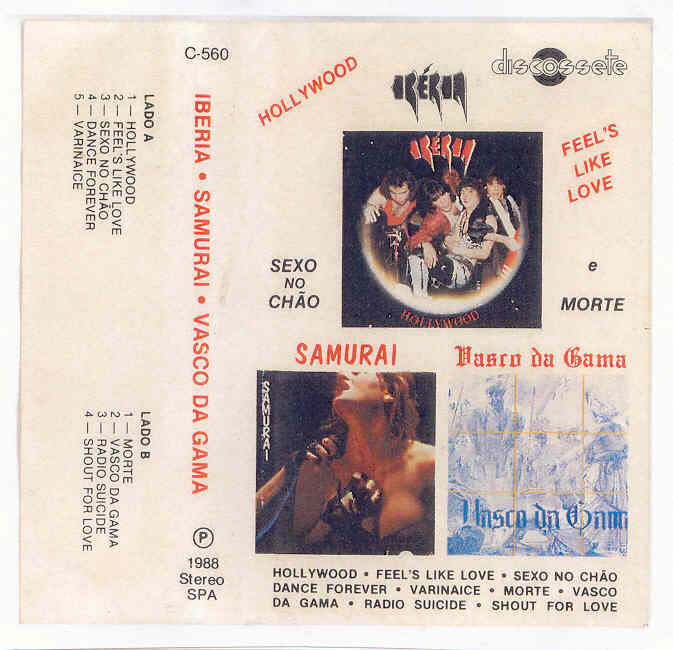 C-560
IBERIA • SAMURAI • VASCO DA GAMA
℗
1988
Stereo
SPA
LADO A
1 — HOLLYWOOD
2 — FEEL'S LIKE LOVE
3 — SEXO NO CHÃO
4 — DANCE FOREVER
5 — VARINAICE
LADO B
1 — MORTE
2 — VASCO DA GAMA
3 — RADIO SUICIDE
4 — SHOUT FOR LOVE
HOLLYWOOD
IBÉRIA
discossete
IBÉRIA
HOLLYWOOD
FEEL'S
LIKE
LOVE
SEXO
NO
CHÃO
e
MORTE
SAMURAI
SAMURAI
Vasco da Gama
Vasco da Gama
HOLLYWOOD • FEEL'S LIKE LOVE • SEXO NO CHÃO
DANCE FOREVER • VARINAICE • MORTE • VASCO
DA GAMA • RADIO SUICIDE • SHOUT FOR LOVE